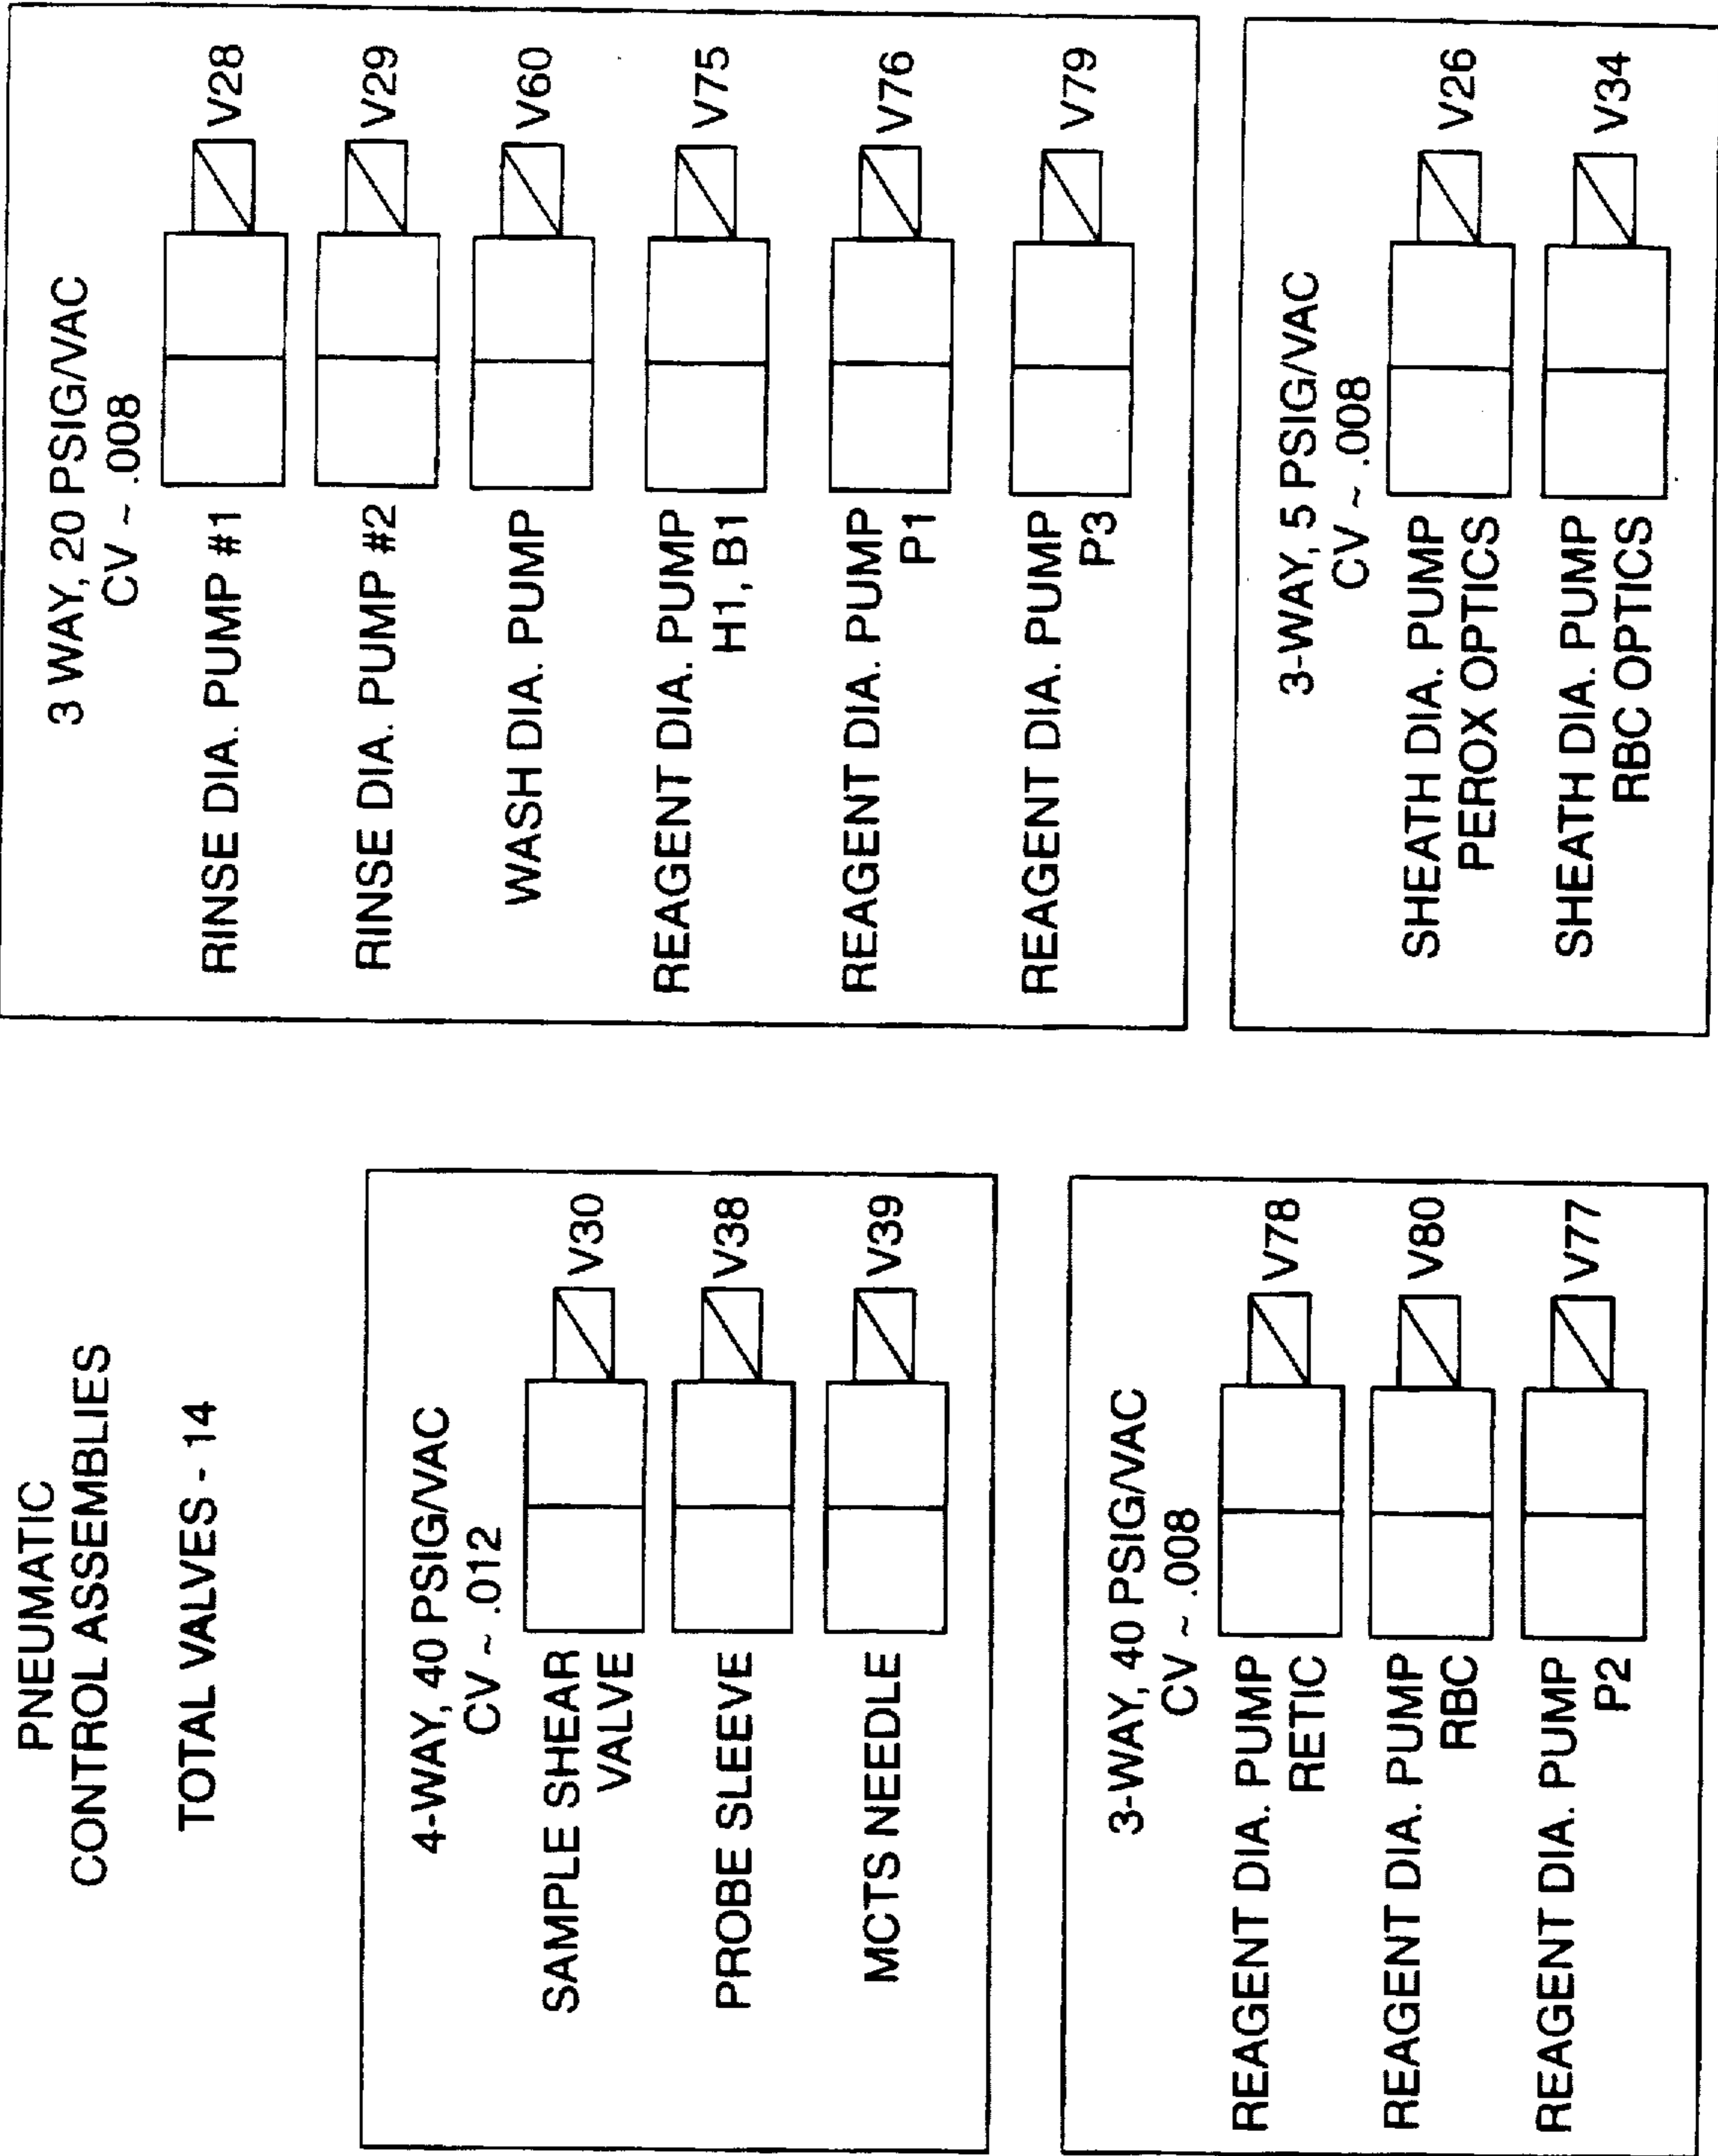 PNEUMATIC
CONTROL ASSEMBLIES
TOTAL VALVES - 14
4-WAY, 40 PSIG/VAC
CV ~ .012
SAMPLE SHEAR
VALVE
V30
PROBE SLEEVE
V38
MCTS NEEDLE
V39
3-WAY, 40 PSIG/VAC
CV ~ .008
REAGENT DIA. PUMP
RETIC
V78
REAGENT DIA. PUMP
RBC
V80
REAGENT DIA. PUMP
P2
V77
3 WAY, 20 PSIG/VAC
CV ~ .008
RINSE DIA. PUMP #1
V28
RINSE DIA. PUMP #2
V29
WASH DIA. PUMP
V60
REAGENT DIA. PUMP
H1, B1
V75
REAGENT DIA. PUMP
P1
V76
REAGENT DIA. PUMP
P3
V79
3-WAY, 5 PSIG/VAC
CV ~ .008
SHEATH DIA. PUMP
PEROX OPTICS
V26
SHEATH DIA. PUMP
RBC OPTICS
V34